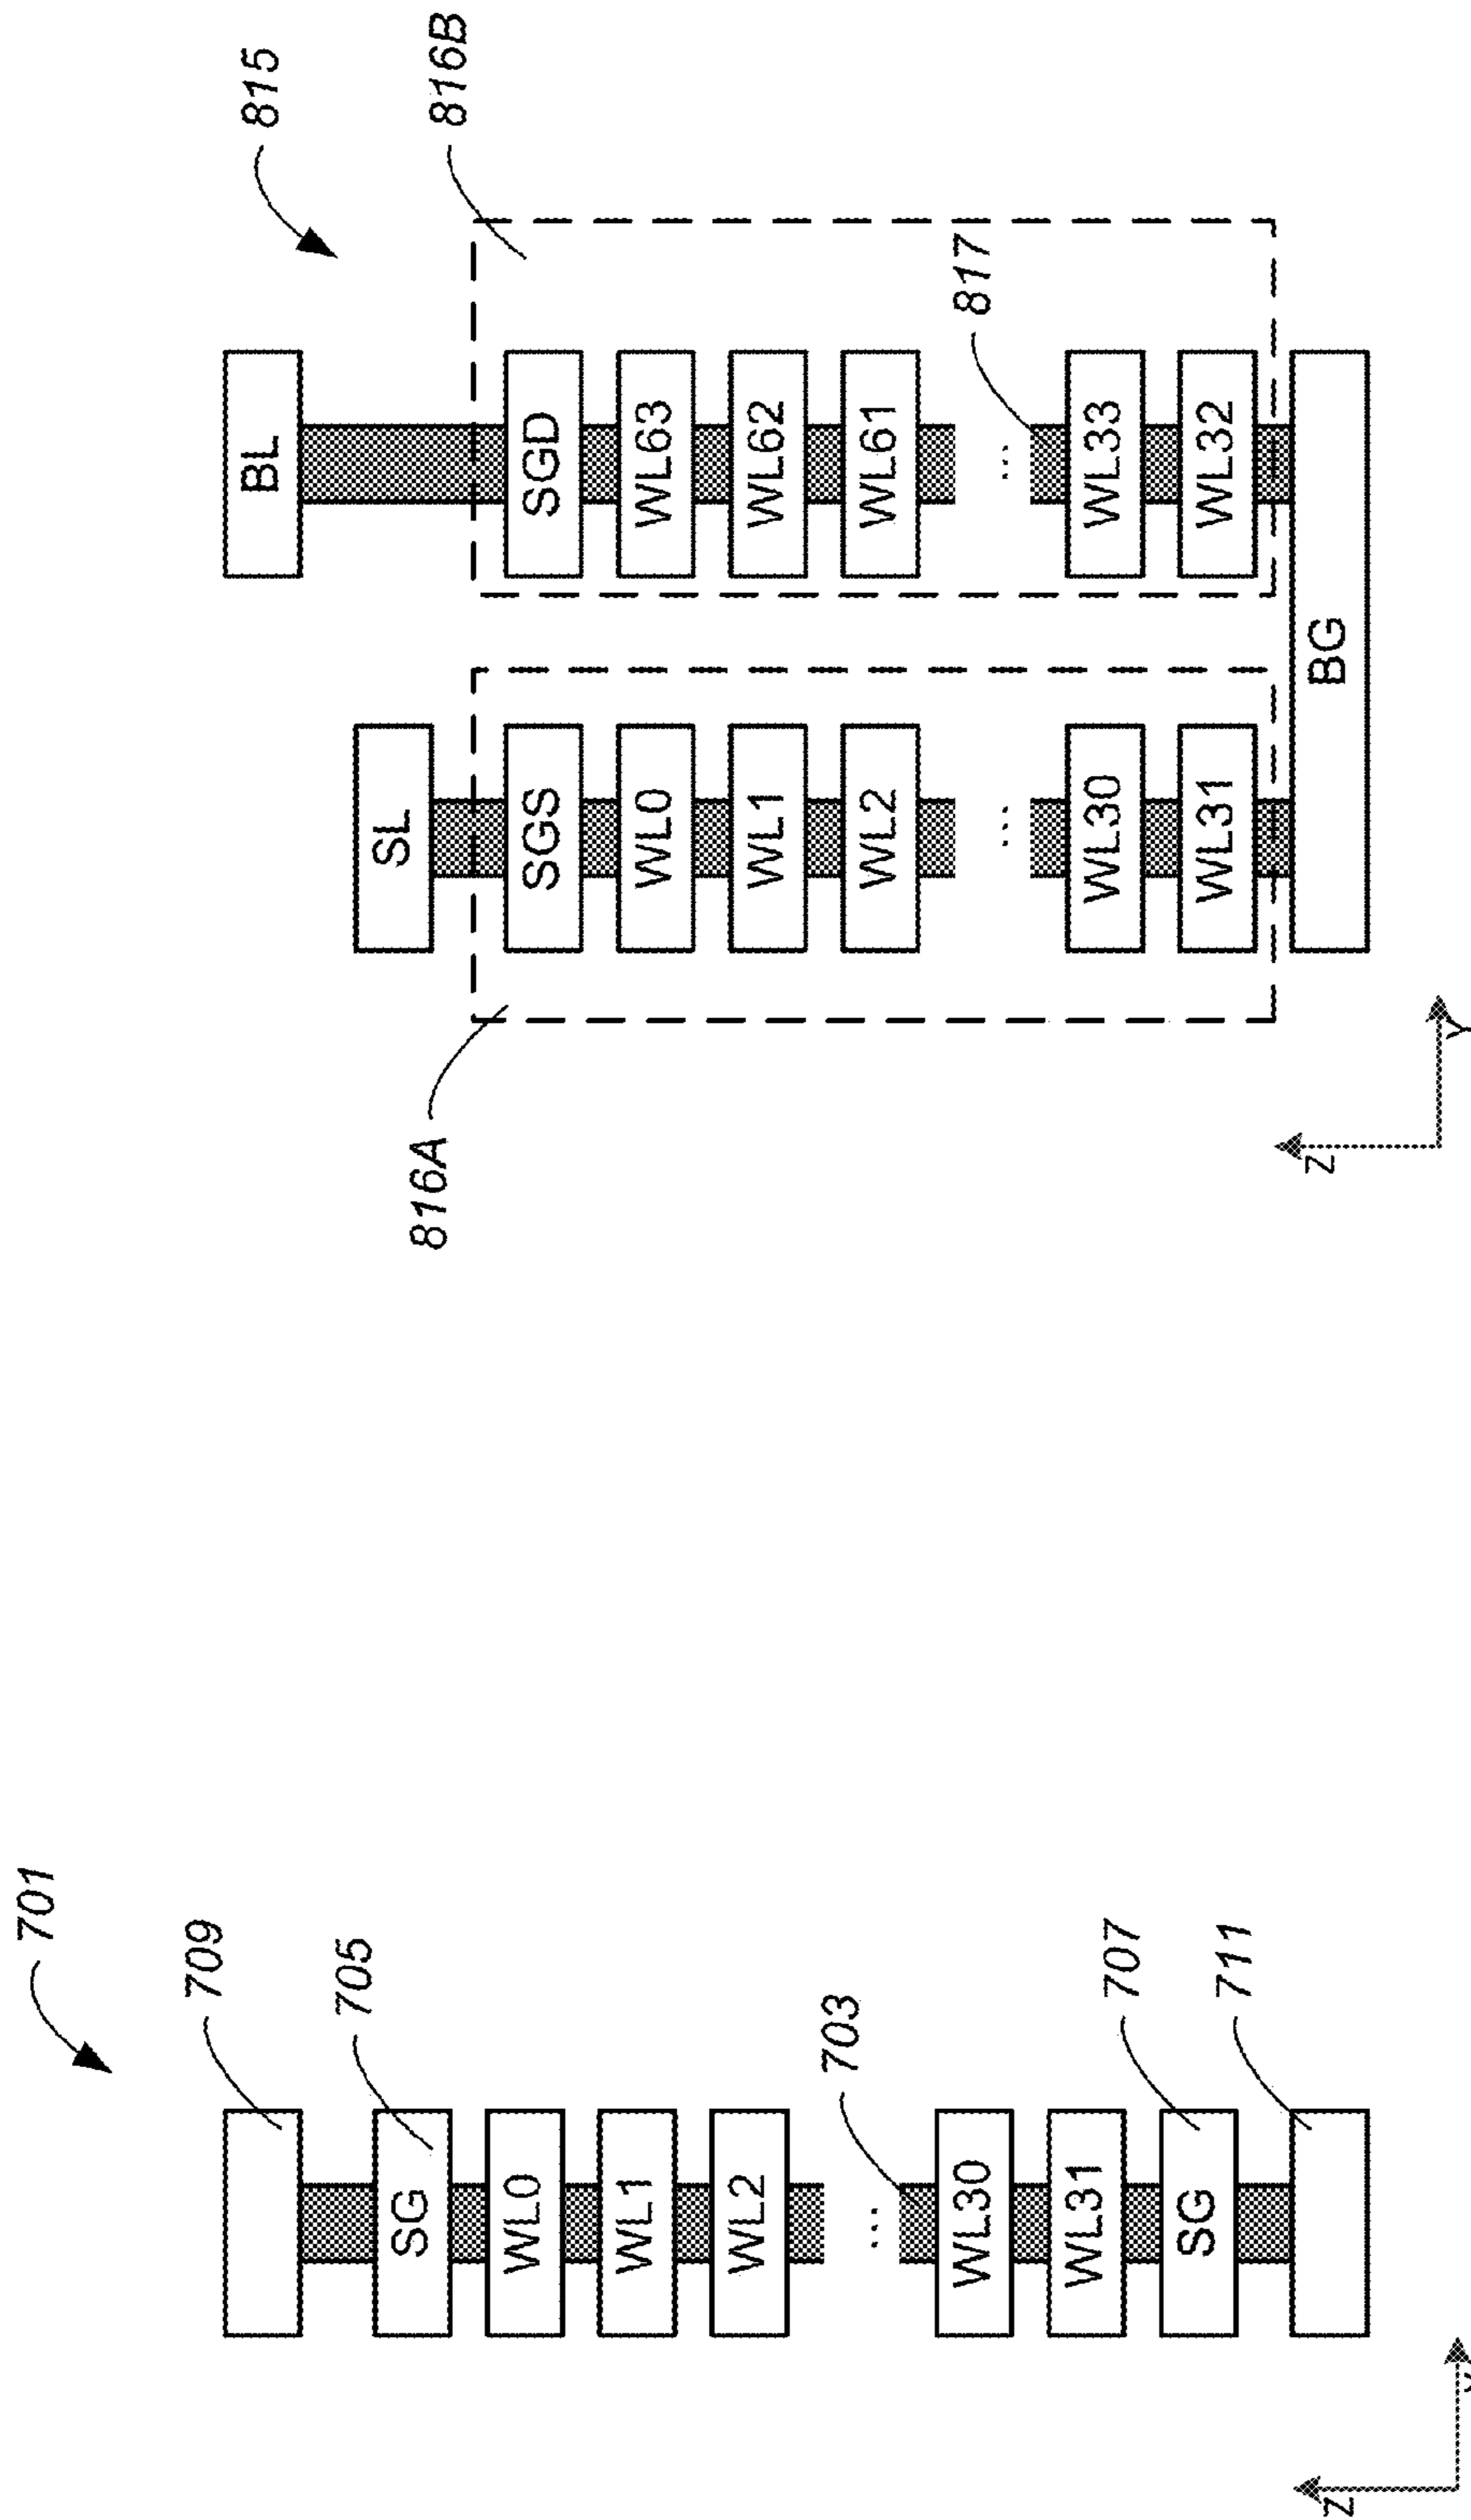 701
709
705
SG
WL0
WL1
WL2
703
...
WL30
WL31
707
SG
711
z
815
816B
BL
SL
816A
SGS
SGD
WL0
WL63
WL1
WL62
WL2
WL61
817
...
...
WL30
WL33
WL31
WL32
BG
z
y